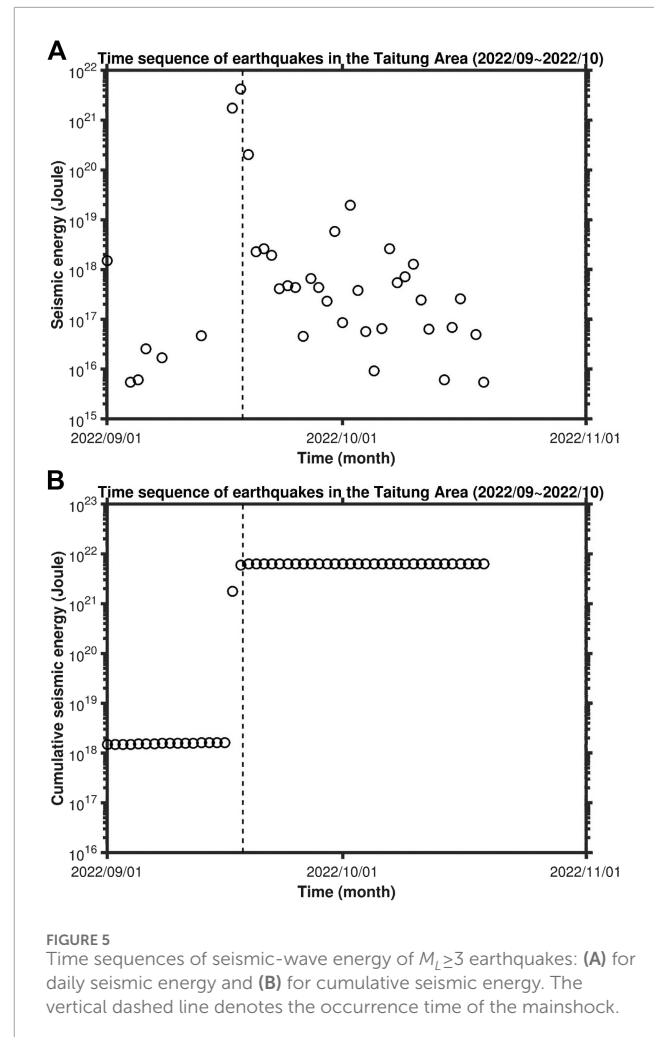 A
Time sequence of earthquakes in the Taitung Area (2022/09~2022/10)
10^22
10^21
10^20
10^19
10^18
10^17
10^16
10^15
Seismic energy (Joule)
2022/09/01 2022/10/01 2022/11/01
Time (month)
B
Time sequence of earthquakes in the Taitung Area (2022/09~2022/10)
10^23
10^22
10^21
10^20
10^19
10^18
10^17
10^16
Cumulative seismic energy (Joule)
2022/09/01 2022/10/01 2022/11/01
Time (month)
FIGURE 5
Time sequences of seismic-wave energy of M_L≥3 earthquakes: (A) for
daily seismic energy and (B) for cumulative seismic energy. The
vertical dashed line denotes the occurrence time of the mainshock.